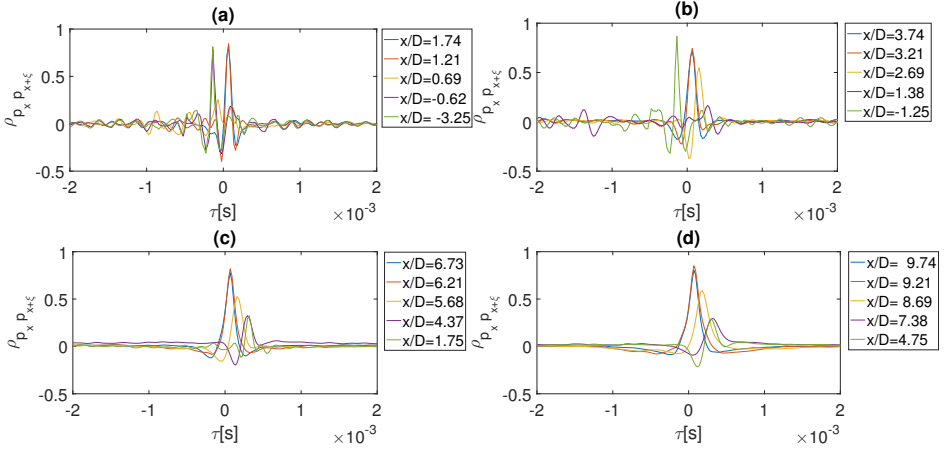 (a)
1
0.5
0
-0.5
ρ p x p x+ξ
-2 -1 0 1 2
τ[s]
×10 -3
x/D=1.74
x/D=1.21
x/D=0.69
x/D=-0.62
x/D= -3.25
(b)
1
0.5
0
-0.5
ρ p x p x+ξ
-2 -1 0 1 2
τ[s]
×10 -3
x/D=3.74
x/D=3.21
x/D=2.69
x/D=1.38
x/D=-1.25
(c)
1
0.5
0
-0.5
ρ p x p x+ξ
-2 -1 0 1 2
τ[s]
×10 -3
x/D=6.73
x/D=6.21
x/D=5.68
x/D=4.37
x/D=1.75
(d)
1
0.5
0
-0.5
ρ p x p x+ξ
-2 -1 0 1 2
τ[s]
×10 -3
x/D= 9.74
x/D= 9.21
x/D= 8.69
x/D=7.38
x/D=4.75